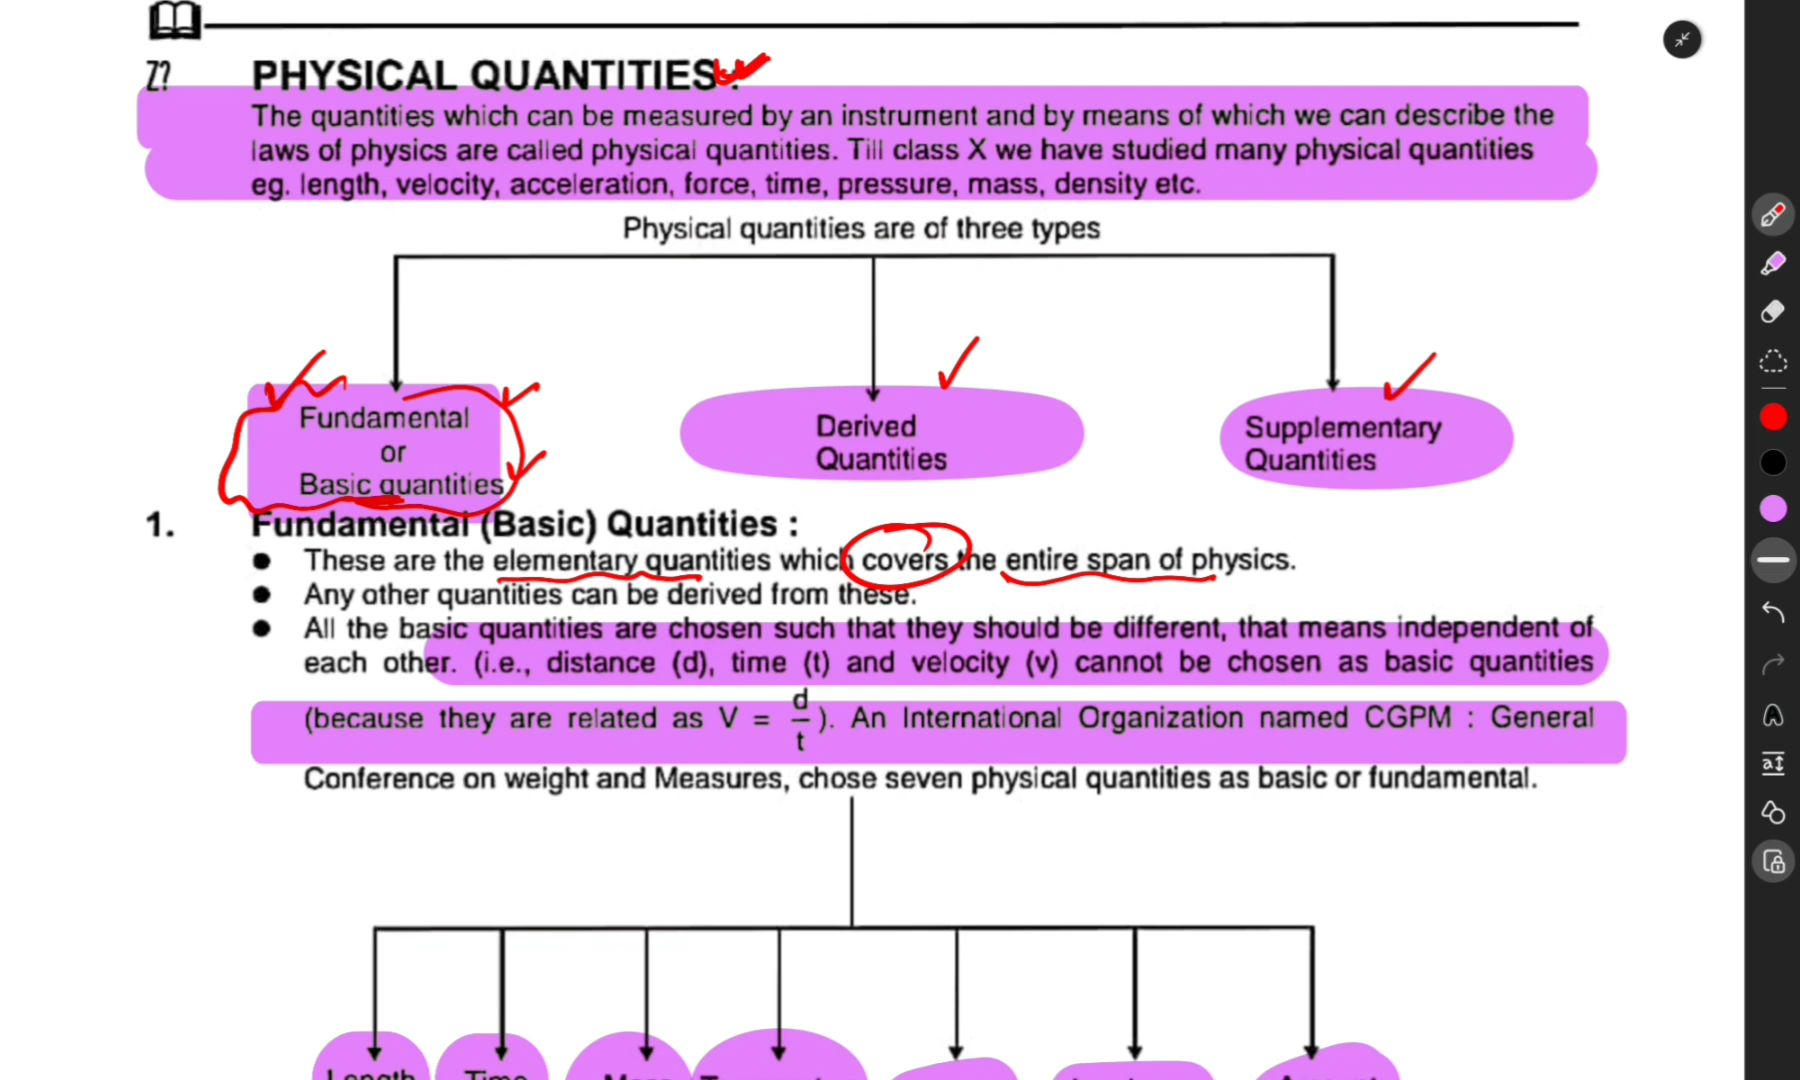 PHYSICAL QUANTITIES :
The quantities which can be measured by an instrument and by means of which we can describe the
laws of physics are called physical quantities. Till class X we have studied many physical quantities
eg. length, velocity, acceleration, force, time, pressure, mass, density etc.
Physical quantities are of three types
Fundamental
or
Basic quantities
Derived
Quantities
Supplementary
Quantities
1. Fundamental (Basic) Quantities :
● These are the elementary quantities which covers the entire span of physics.
● Any other quantities can be derived from these.
● All the basic quantities are chosen such that they should be different, that means independent of
each other. (i.e., distance (d), time (t) and velocity (v) cannot be chosen as basic quantities
(because they are related as V = d/t). An International Organization named CGPM : General
Conference on weight and Measures, chose seven physical quantities as basic or fundamental.
Length Time Mass